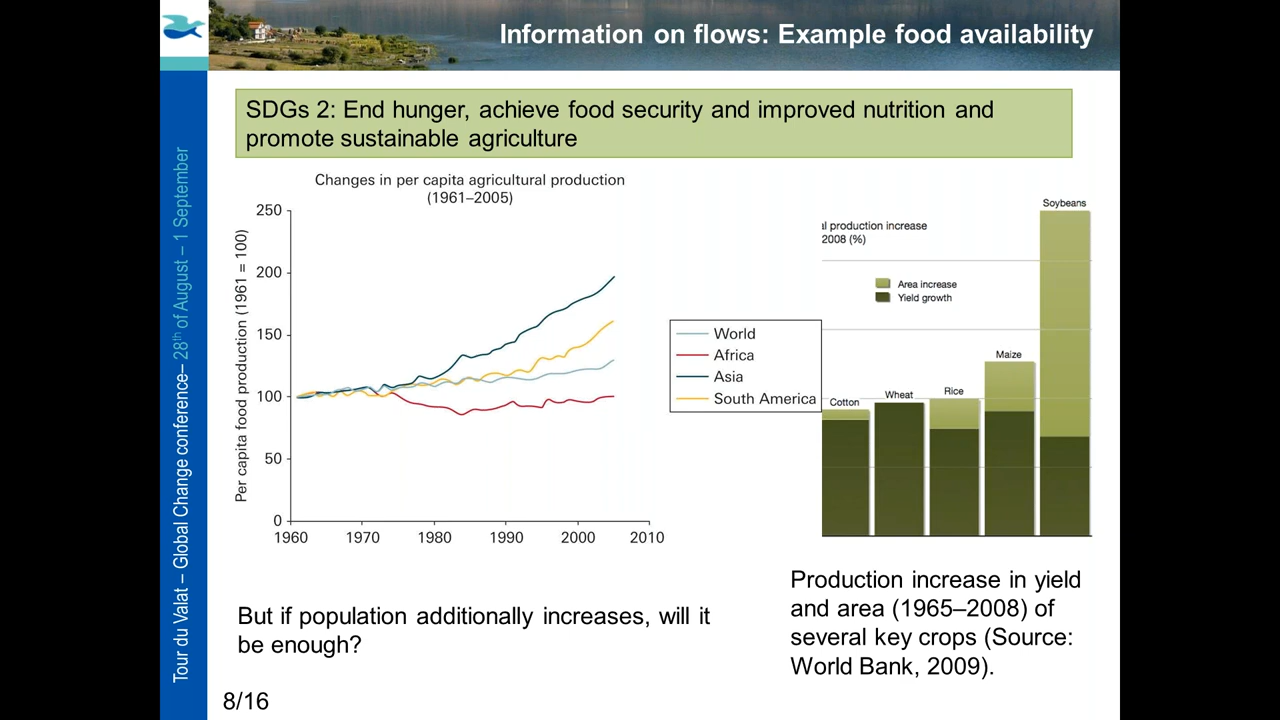 Information on flows: Example food availability
SDGs 2: End hunger, achieve food security and improved nutrition and
promote sustainable agriculture
Tour du Valat – Global Change conference– 28th of August – 1 September
Changes in per capita agricultural production
(1961–2005)
Per capita food production (1961 = 100)
250
200
150
100
50
0
1960 1970 1980 1990 2000 2010
World
Africa
Asia
South America
l production increase
2008 (%)
Area increase
Yield growth
Cotton
Wheat
Rice
Maize
Soybeans
But if population additionally increases, will it
be enough?
Production increase in yield
and area (1965–2008) of
several key crops (Source:
World Bank, 2009).
8/16